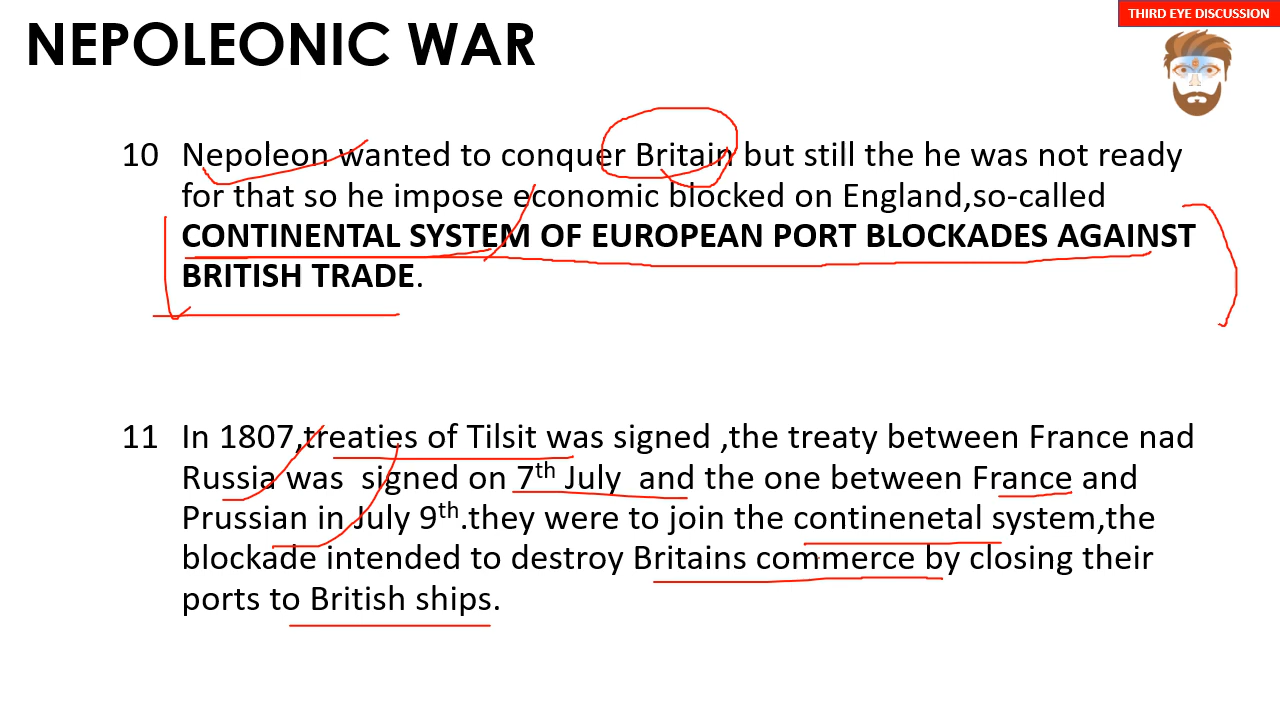 THIRD EYE DISCUSSION
NEPOLEONIC WAR
10 Nepoleon wanted to conquer Britain but still the he was not ready
for that so he impose economic blocked on England,so-called
CONTINENTAL SYSTEM OF EUROPEAN PORT BLOCKADES AGAINST
BRITISH TRADE.
11 In 1807,treaties of Tilsit was signed ,the treaty between France nad
Russia was signed on 7th July and the one between France and
Prussian in July 9th.they were to join the continenetal system,the
blockade intended to destroy Britains commerce by closing their
ports to British ships.